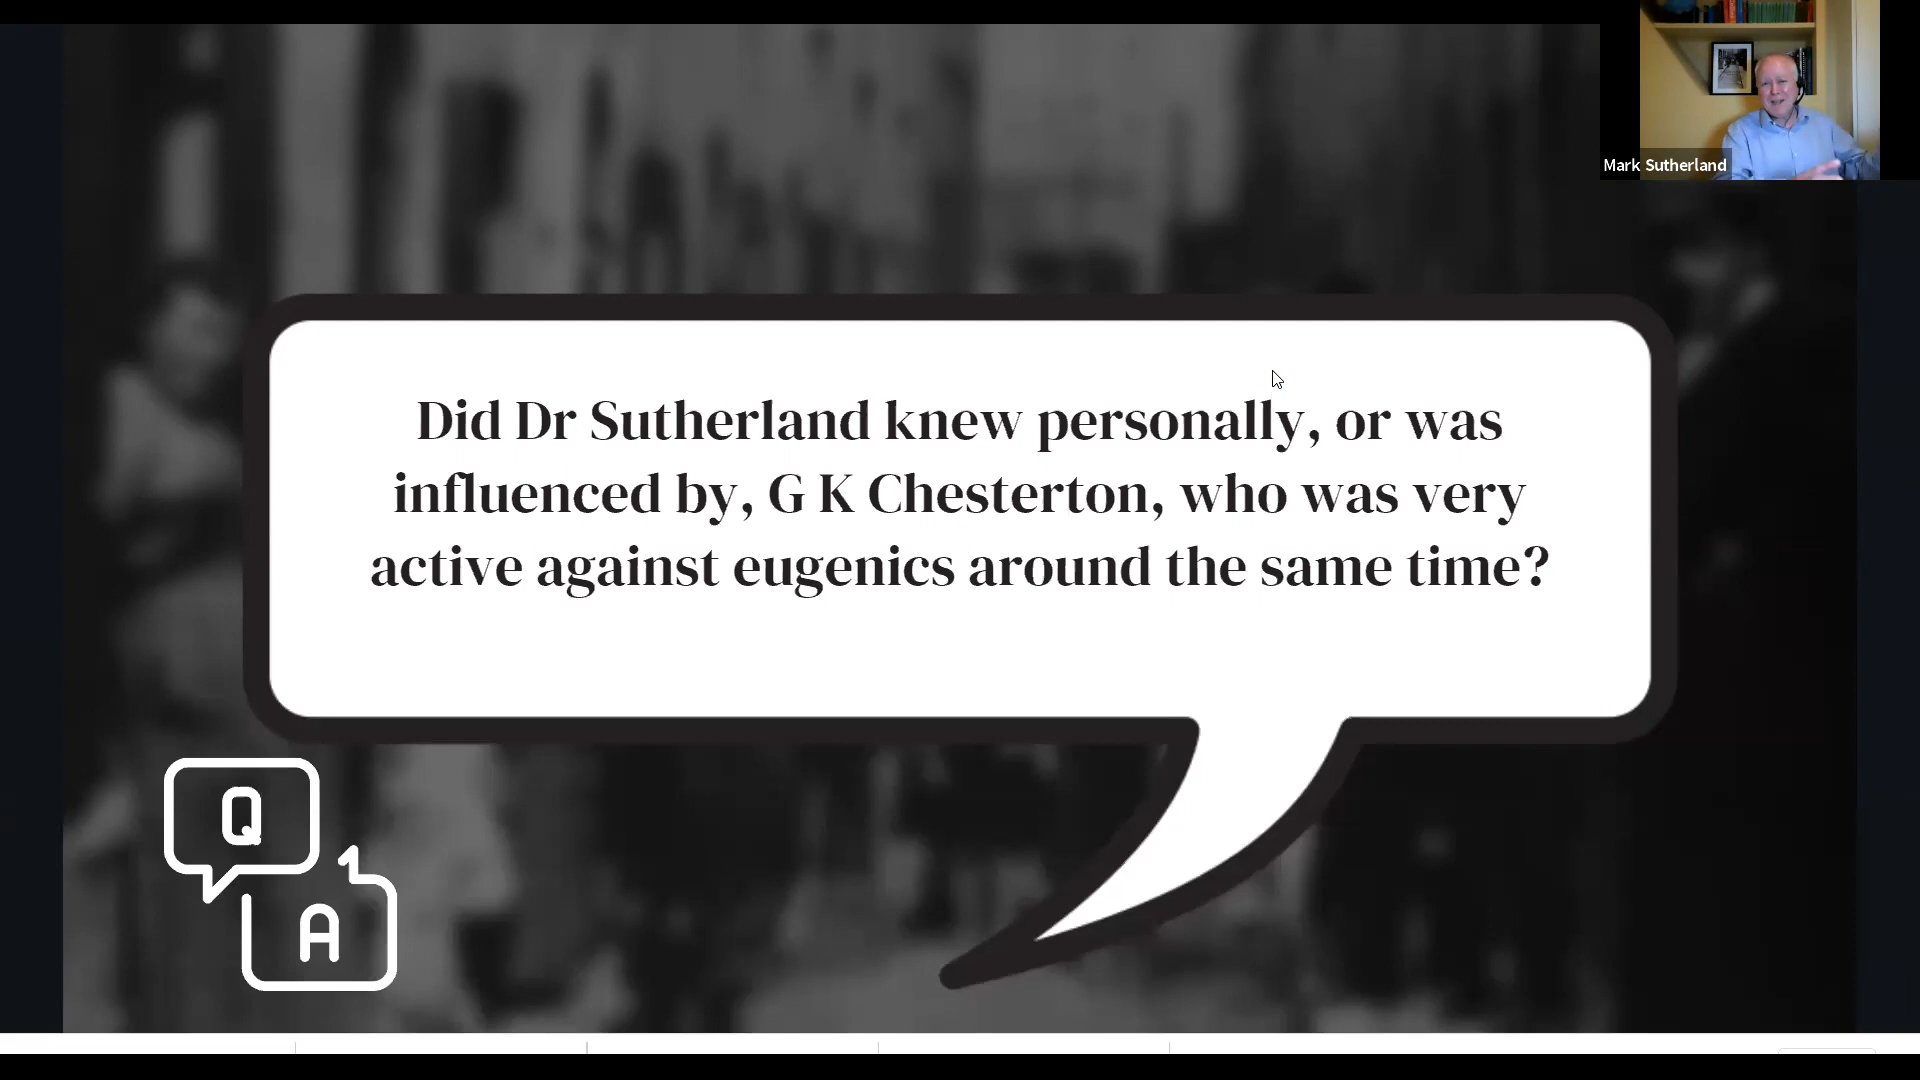 Mark Sutherland
Did Dr Sutherland knew personally, or was
influenced by, G K Chesterton, who was very
active against eugenics around the same time?
Q
A